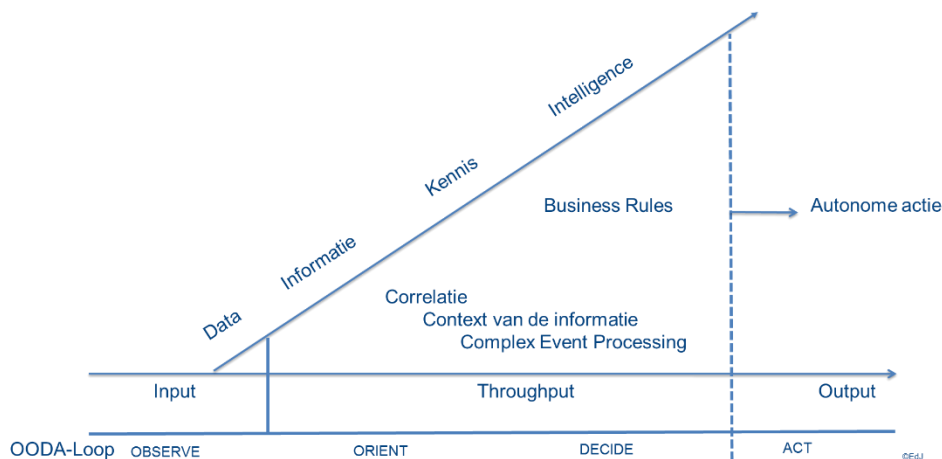 Intelligence
Kennis
Informatie
Data
Business Rules
Autonome actie
Correlatie
Context van de informatie
Complex Event Processing
Input
Throughput
Output
OODA-Loop
OBSERVE
ORIENT
DECIDE
ACT
©EdJ